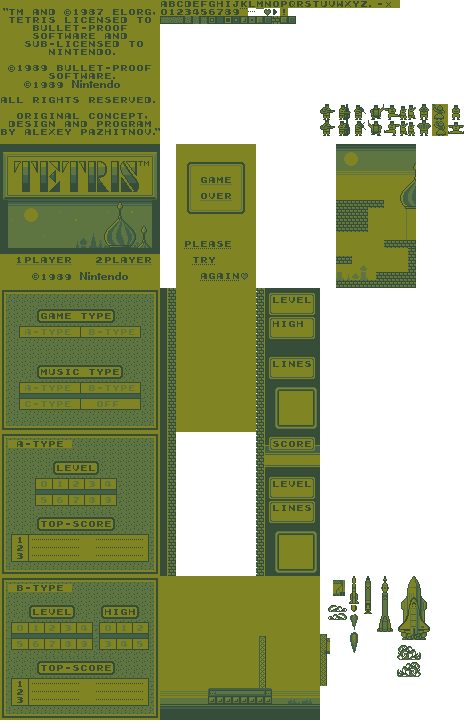 "TM AND ©1987 ELORG,
TETRIS LICENSED TO
BULLET-PROOF
SOFTWARE AND
SUB-LICENSED TO
NINTENDO.
©1989 BULLET-PROOF
SOFTWARE.
©1989 Nintendo
ALL RIGHTS RESERVED.
ORIGINAL CONCEPT,
DESIGN AND PROGRAM
BY ALEXEY PAZHITNOV."
ABCDEFGHIJKLMNOPQRSTUVWXYZ.-×
0123456789
TETRIS™
1PLAYER 2PLAYER
©1989 Nintendo
GAME
OVER
PLEASE
TRY
AGAIN♥
GAME TYPE
A-TYPE B-TYPE
MUSIC TYPE
A-TYPE B-TYPE
C-TYPE OFF
LEVEL
HIGH
LINES
SCORE
LEVEL
LINES
A-TYPE
LEVEL
0 1 2 3 4
5 6 7 8 9
TOP-SCORE
1
2
3
B-TYPE
LEVEL HIGH
0 1 2 3 4 0 1 2
5 6 7 8 9 3 4 5
TOP-SCORE
1
2
3